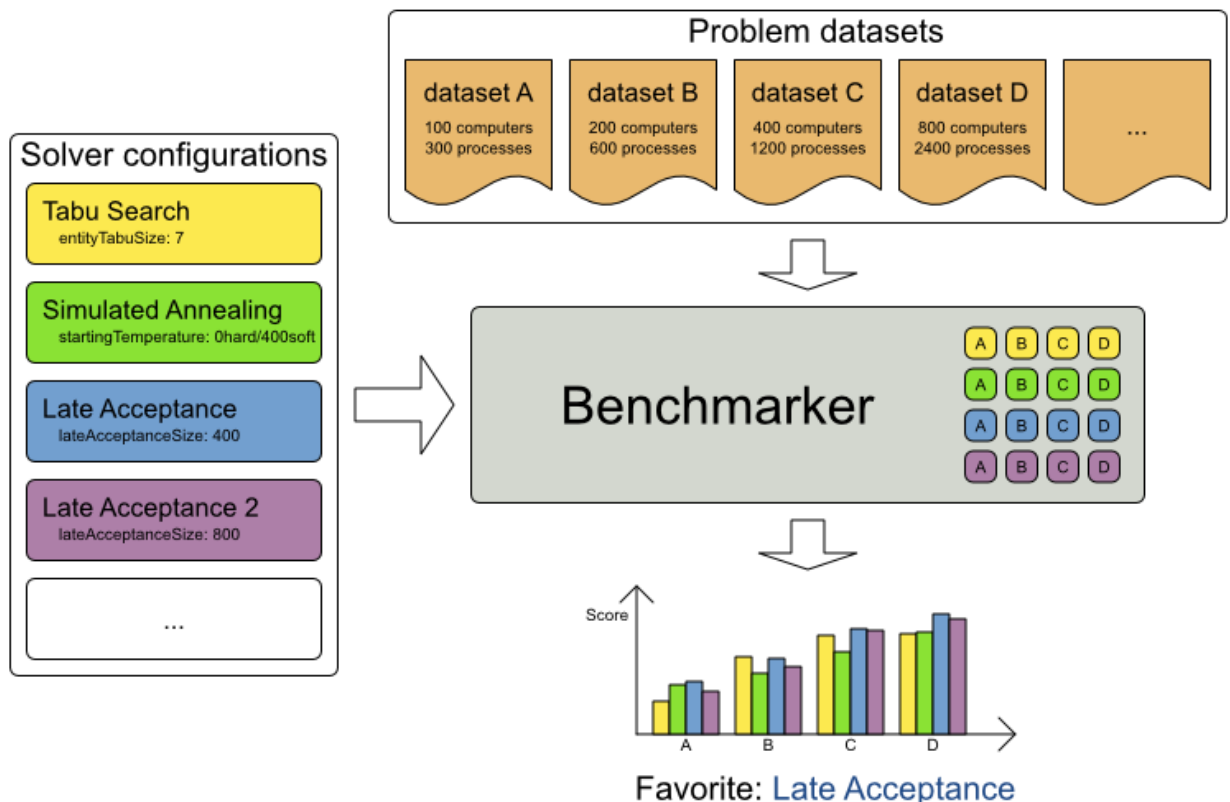 Problem datasets
dataset A
100 computers
300 processes
dataset B
200 computers
600 processes
dataset C
400 computers
1200 processes
dataset D
800 computers
2400 processes
...
Solver configurations
Tabu Search
entityTabuSize: 7
Simulated Annealing
startingTemperature: 0hard/400soft
Late Acceptance
lateAcceptanceSize: 400
Late Acceptance 2
lateAcceptanceSize: 800
...
Benchmarker
A B C D
A B C D
A B C D
A B C D
Score
A B C D
Favorite: Late Acceptance